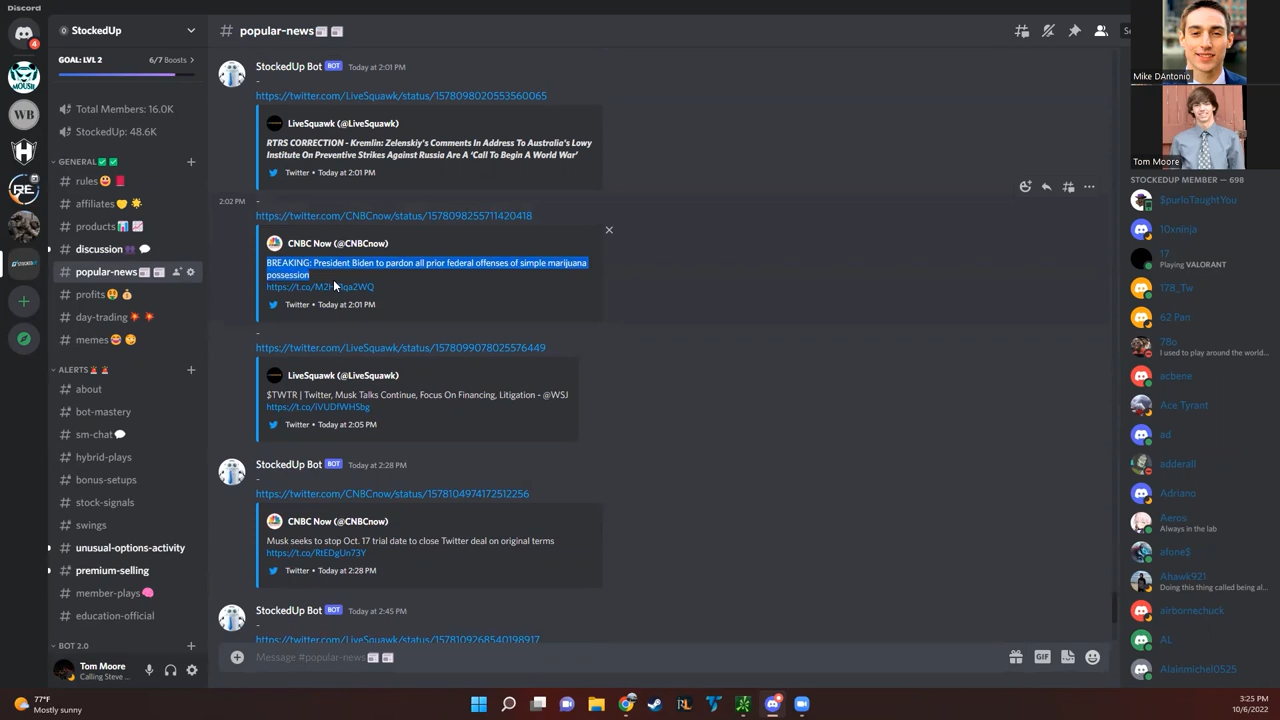 Discord
StockedUp
# popular-news
Mike DAntonio
Tom Moore
GOAL: LVL 2 6/7 Boosts >
Total Members: 16.0K
StockedUp: 48.6K
GENERAL
# rules
# affiliates
# products
# discussion
# popular-news
# profits
# day-trading
# memes
ALERTS
# about
# bot-mastery
# sm-chat
# hybrid-plays
# bonus-setups
# stock-signals
# swings
# unusual-options-activity
# premium-selling
# member-plays
# education-official
BOT 2.0
Tom Moore
Calling Steve ...
4
MOUSE
WB
RE
StockedUp Bot BOT Today at 2:01 PM
-
https://twitter.com/LiveSquawk/status/1578098020553560065
LiveSquawk (@LiveSquawk)
RTRS CORRECTION - Kremlin: Zelenskiy's Comments In Address To Australia's Lowy
Institute On Preventive Strikes Against Russia Are A 'Call To Begin A World War'
Twitter • Today at 2:01 PM
2:02 PM -
https://twitter.com/CNBCnow/status/1578098255711420418
CNBC Now (@CNBCnow)
BREAKING: President Biden to pardon all prior federal offenses of simple marijuana
possession
Twitter • Today at 2:01 PM
-
https://twitter.com/LiveSquawk/status/1578099078025576449
LiveSquawk (@LiveSquawk)
$TWTR | Twitter, Musk Talks Continue, Focus On Financing, Litigation - @WSJ
https://t.co/iVUDfWHSbg
Twitter • Today at 2:05 PM
StockedUp Bot BOT Today at 2:28 PM
-
https://twitter.com/CNBCnow/status/1578104974172512256
CNBC Now (@CNBCnow)
Musk seeks to stop Oct. 17 trial date to close Twitter deal on original terms
https://t.co/RtEDgUn73Y
Twitter • Today at 2:28 PM
StockedUp Bot BOT Today at 2:45 PM
-
https://twitter.com/LiveSquawk/status/1578109268540198917
Message #popular-news
GIF
STOCKEDUP MEMBER — 698
$purloTaughtYou
10xninja
17
Playing VALORANT
178_Tw
62 Pan
78o
I used to play around the world...
acbene
Ace Tyrant
ad
adderall
Adriano
Aeros
Always in the lab
afone$
Ahawk921
Doing this thing called being al...
airbornechuck
AL
Alainmichel0525
77°F
Mostly sunny
3:25 PM
10/6/2022